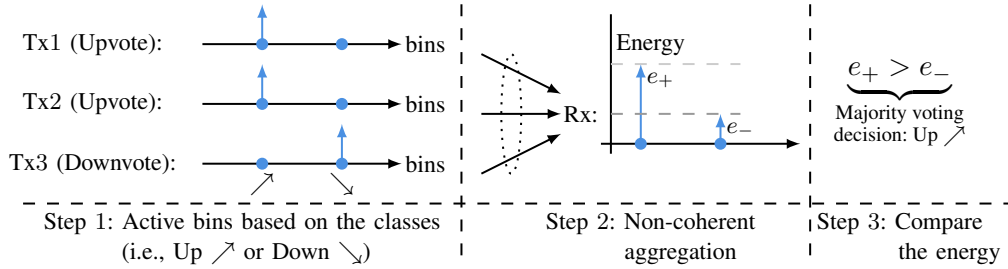 Tx1 (Upvote):
bins
Tx2 (Upvote):
bins
Tx3 (Downvote):
bins
Step 1: Active bins based on the classes
(i.e., Up ↗ or Down ↘)
Energy
e₊
e₋
Rx:
Step 2: Non-coherent
aggregation
e₊ > e₋
Majority voting
decision: Up ↗
Step 3: Compare
the energy